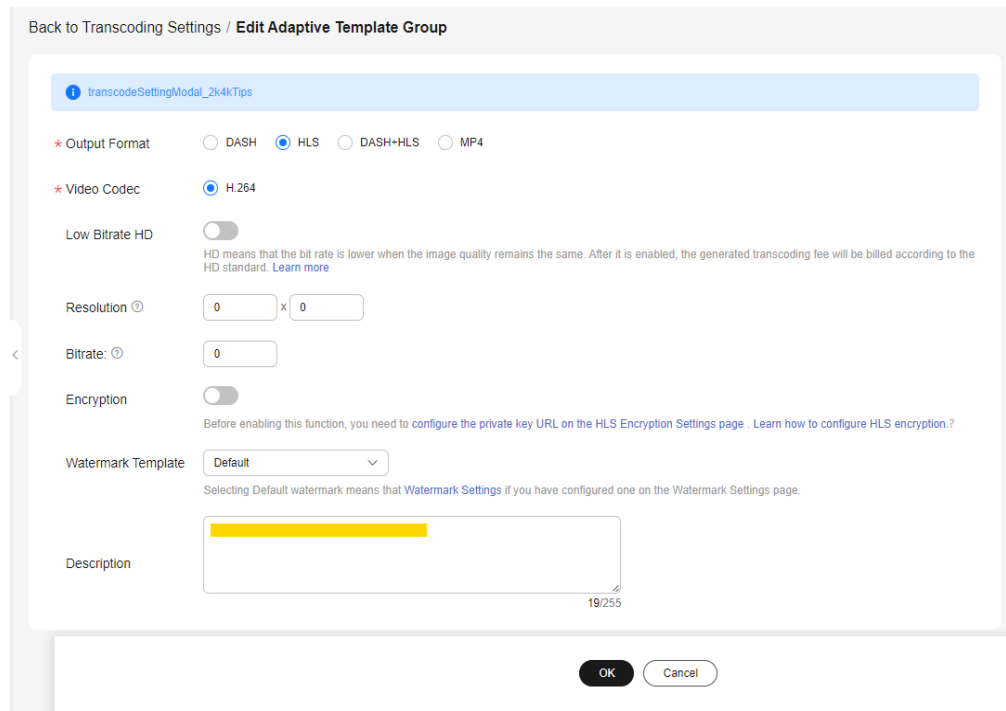 Back to Transcoding Settings / Edit Adaptive Template Group
transcodeSettingModal_2k4kTips
* Output Format DASH HLS DASH+HLS MP4
* Video Codec H.264
Low Bitrate HD
HD means that the bit rate is lower when the image quality remains the same. After it is enabled, the generated transcoding fee will be billed according to the
HD standard. Learn more
Resolution ? 0 x 0
Bitrate: ? 0
Encryption
Before enabling this function, you need to configure the private key URL on the HLS Encryption Settings page . Learn how to configure HLS encryption.?
Watermark Template Default
Selecting Default watermark means that Watermark Settings if you have configured one on the Watermark Settings page.
Description
19/255
OK Cancel